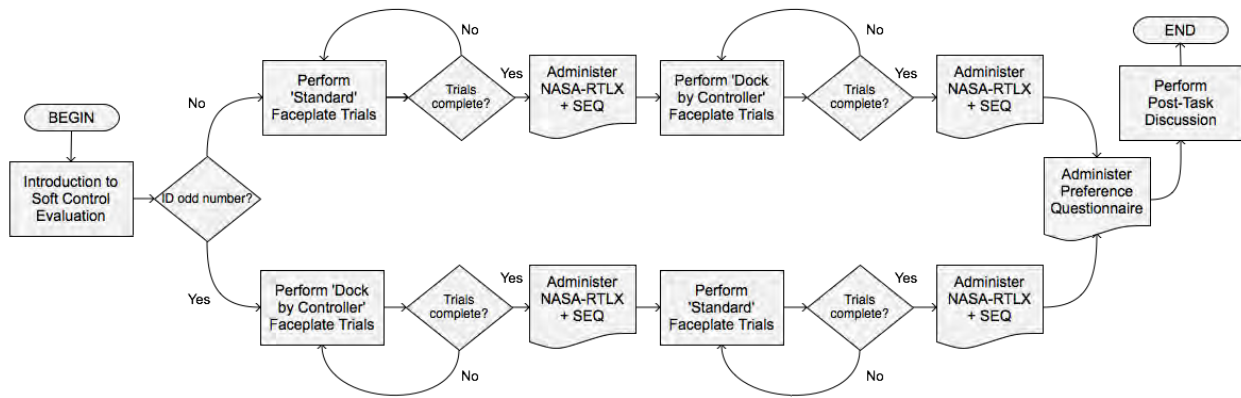 BEGIN
Introduction to
Soft Control
Evaluation
ID odd number?
No
Perform
'Standard'
Faceplate Trials
No
Trials
complete?
Yes
Administer
NASA-RTLX
+ SEQ
Perform 'Dock
by Controller'
Faceplate Trials
No
Trials
complete?
Yes
Administer
NASA-RTLX
+ SEQ
Yes
Perform 'Dock
by Controller'
Faceplate Trials
No
Trials
complete?
Yes
Administer
NASA-RTLX
+ SEQ
Perform
'Standard'
Faceplate Trials
No
Trials
complete?
Yes
Administer
NASA-RTLX
+ SEQ
Administer
Preference
Questionnaire
Perform
Post-Task
Discussion
END